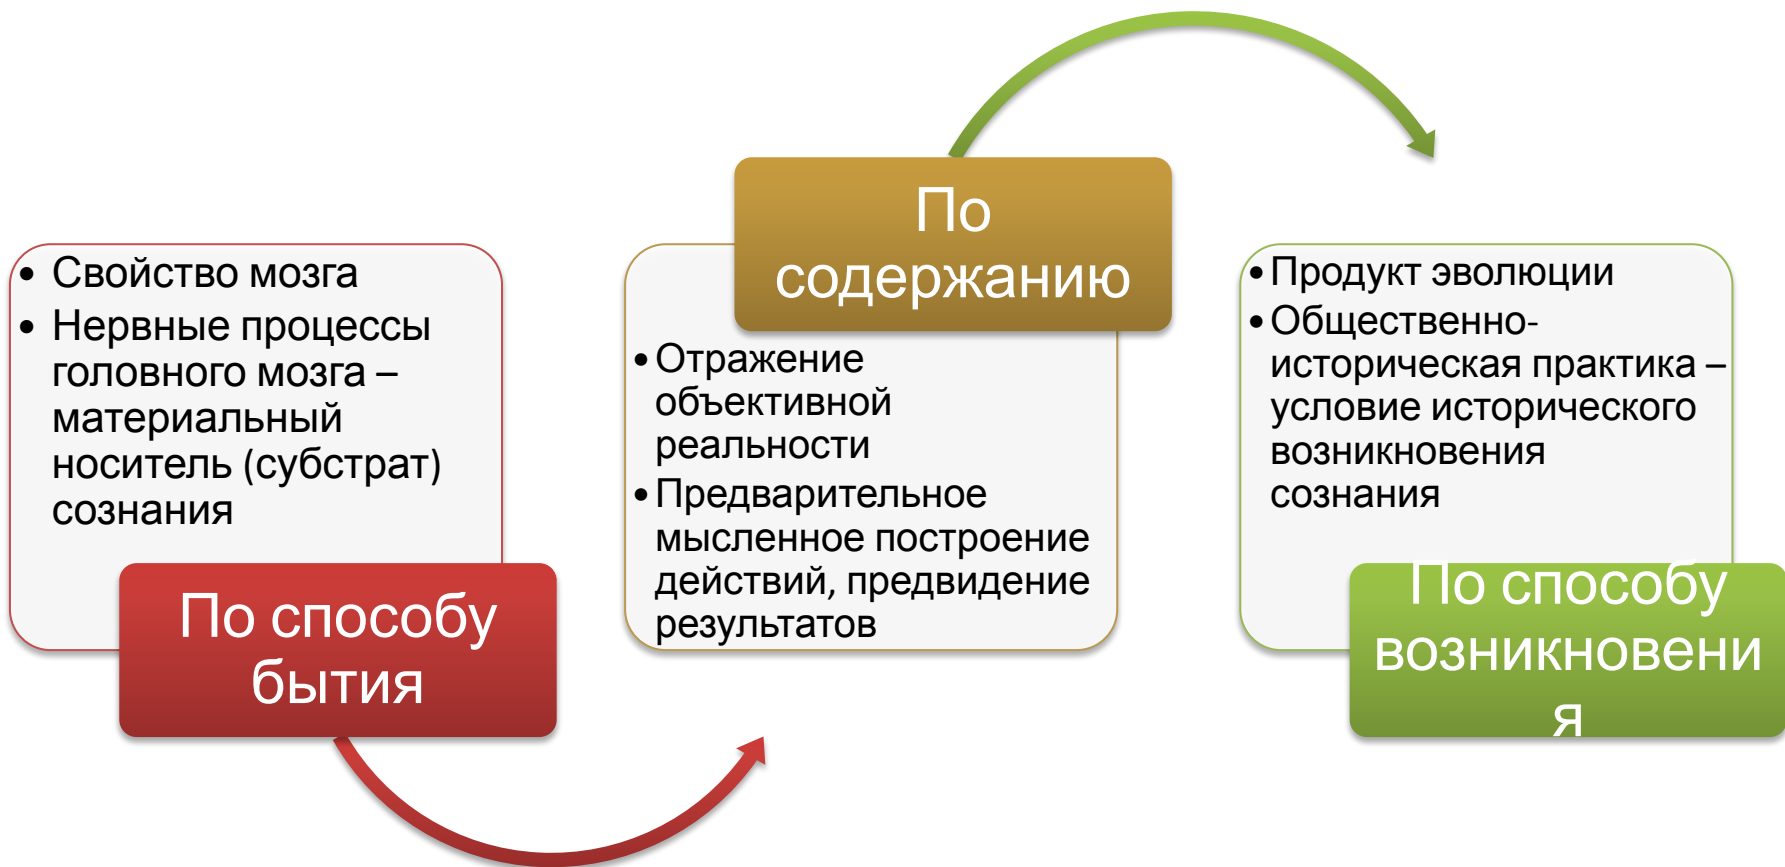 • Свойство мозга
• Нервные процессы
головного мозга –
материальный
носитель (субстрат)
сознания
По способу
бытия
По
содержанию
• Отражение
объективной
реальности
• Предварительное
мысленное построение
действий, предвидение
результатов
• Продукт эволюции
• Общественно-
историческая практика –
условие исторического
возникновения
сознания
По способу
возникновени
я